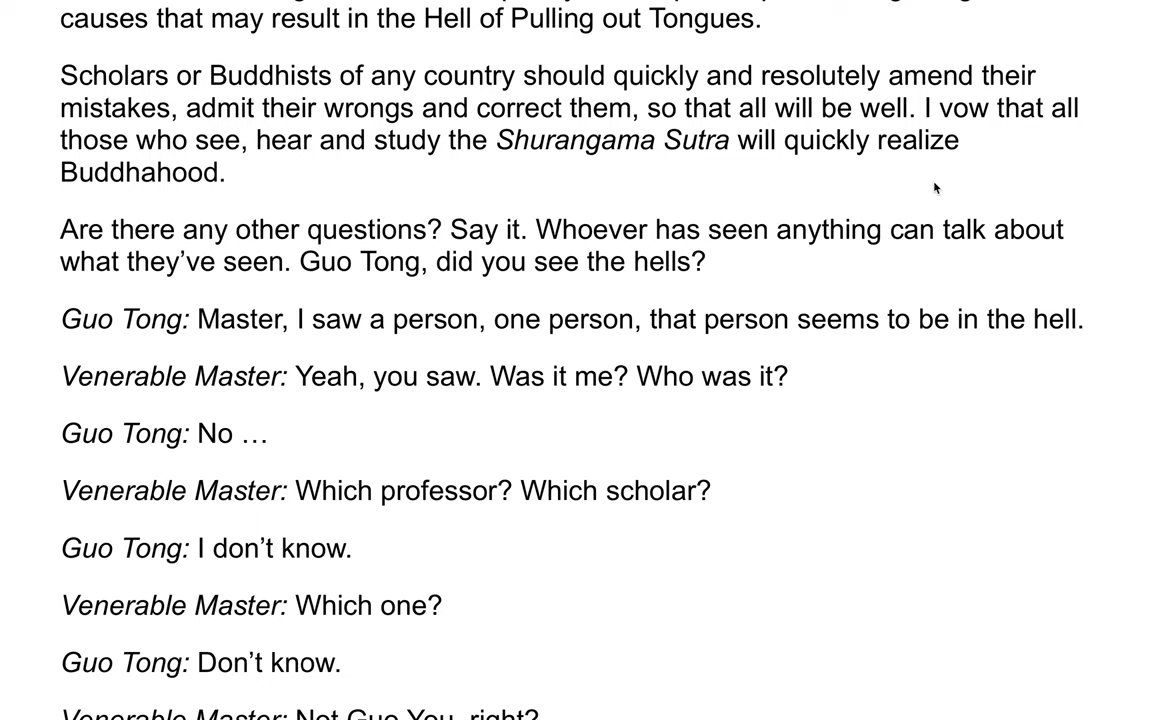 causes that may result in the Hell of Pulling out Tongues.
Scholars or Buddhists of any country should quickly and resolutely amend their
mistakes, admit their wrongs and correct them, so that all will be well. I vow that all
those who see, hear and study the Shurangama Sutra will quickly realize
Buddhahood.
Are there any other questions? Say it. Whoever has seen anything can talk about
what they’ve seen. Guo Tong, did you see the hells?
Guo Tong: Master, I saw a person, one person, that person seems to be in the hell.
Venerable Master: Yeah, you saw. Was it me? Who was it?
Guo Tong: No …
Venerable Master: Which professor? Which scholar?
Guo Tong: I don’t know.
Venerable Master: Which one?
Guo Tong: Don’t know.
Venerable Master: Not Guo You, right?